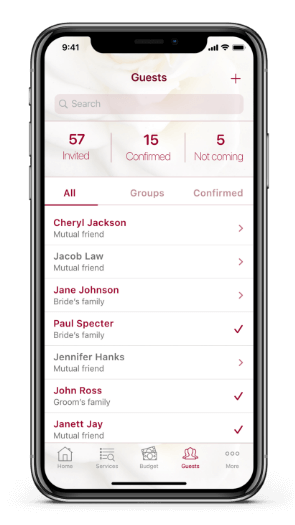 9:41
Guests
+
Search
57 15 5
Invited Confirmed Not coming
All Groups Confirmed
Cheryl Jackson
Mutual friend
Jacob Law
Mutual friend
Jane Johnson
Bride's family
Paul Specter
Bride's family
Jennifer Hanks
Mutual friend
John Ross
Groom's family
Janett Jay
Mutual friend
Home Services Budget Guests More